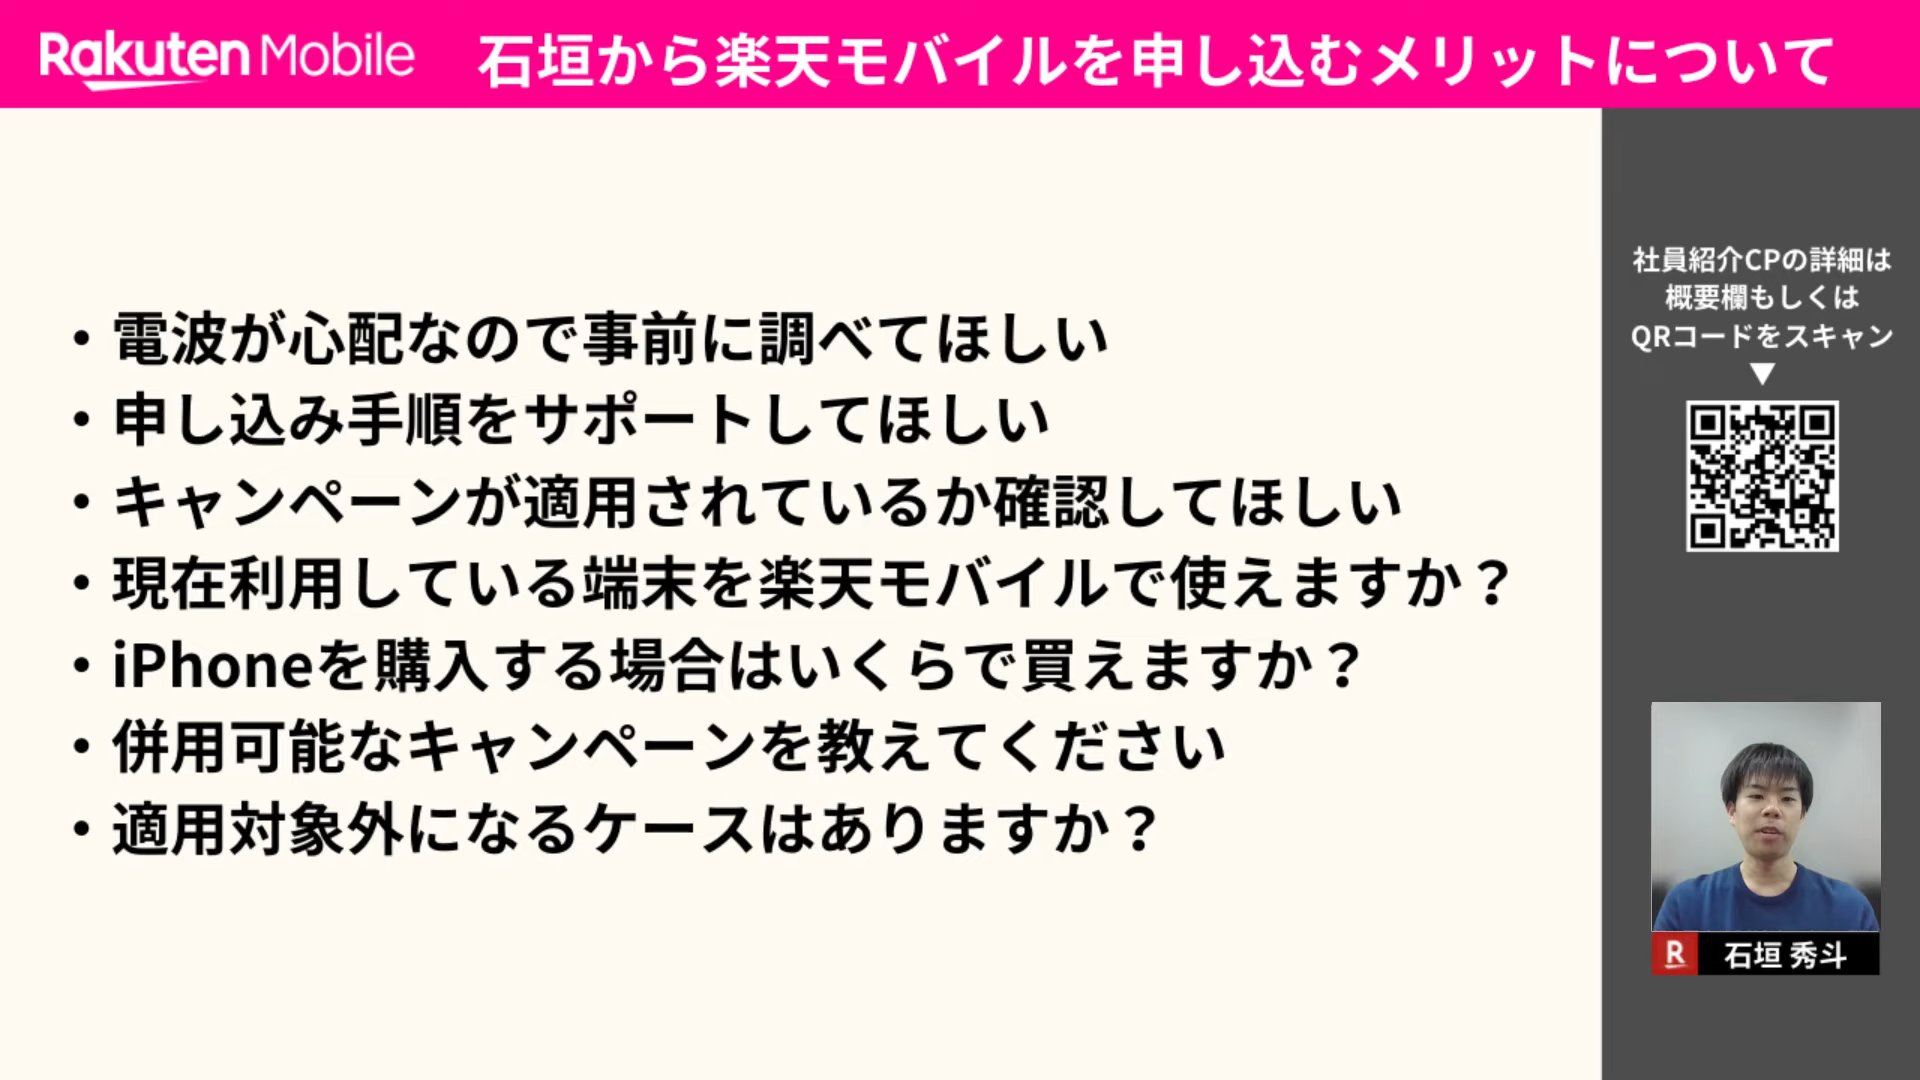 Rakuten Mobile 石垣から楽天モバイルを申し込むメリットについて
・電波が心配なので事前に調べてほしい
・申し込み手順をサポートしてほしい
・キャンペーンが適用されているか確認してほしい
・現在利用している端末を楽天モバイルで使えますか？
・iPhoneを購入する場合はいくらで買えますか？
・併用可能なキャンペーンを教えてください
・適用対象外になるケースはありますか？
社員紹介CPの詳細は
概要欄もしくは
QRコードをスキャン
▼
R 石垣 秀斗